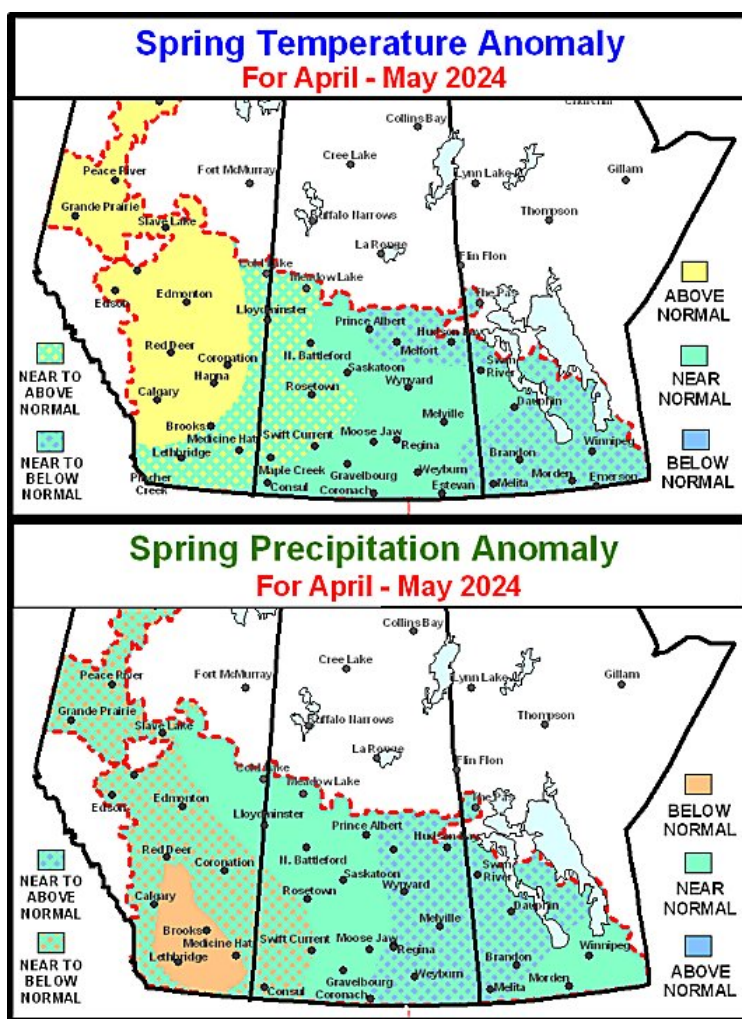 Spring Temperature Anomaly
For April - May 2024
Collins Bay
Peace River
Fort McMurray
Cree Lake
Lynn Lake
Gillam
Grande Prairie
Buffalo Narrows
Thompson
Slave Lake
La Ronge
Flin Flon
Cold Lake
Meadow Lake
The Pas
Edson
Edmonton
Lloydminster
Prince Albert
Hudson Bay
ABOVE
NORMAL
Red Deer
N. Battleford
Melfort
Swan
River
Coronation
Saskatoon
NEAR TO
ABOVE
NORMAL
Hanna
Rosetown
Wynyard
NEAR
NORMAL
Calgary
Dauphin
Brooks
Melville
Medicine Hat
Swift Current
Moose Jaw
Regina
Winnipeg
NEAR TO
BELOW
NORMAL
Lethbridge
Brandon
BELOW
NORMAL
Pincher
Creek
Maple Creek
Gravelbourg
Weyburn
Morden
Consul
Coronach
Estevan
Melita
Emerson
Spring Precipitation Anomaly
For April - May 2024
Collins Bay
Peace River
Fort McMurray
Cree Lake
Lynn Lake
Gillam
Grande Prairie
Buffalo Narrows
Thompson
Slave Lake
La Ronge
Flin Flon
Cold Lake
Meadow Lake
The Pas
Edson
Edmonton
Lloydminster
Prince Albert
Hudson Bay
BELOW
NORMAL
Red Deer
N. Battleford
Swan
River
Coronation
Saskatoon
NEAR TO
ABOVE
NORMAL
Rosetown
Wynyard
NEAR
NORMAL
Calgary
Dauphin
Brooks
Melville
Medicine Hat
Swift Current
Moose Jaw
Regina
Winnipeg
NEAR TO
BELOW
NORMAL
Lethbridge
Brandon
ABOVE
NORMAL
Gravelbourg
Weyburn
Morden
Consul
Coronach
Melita